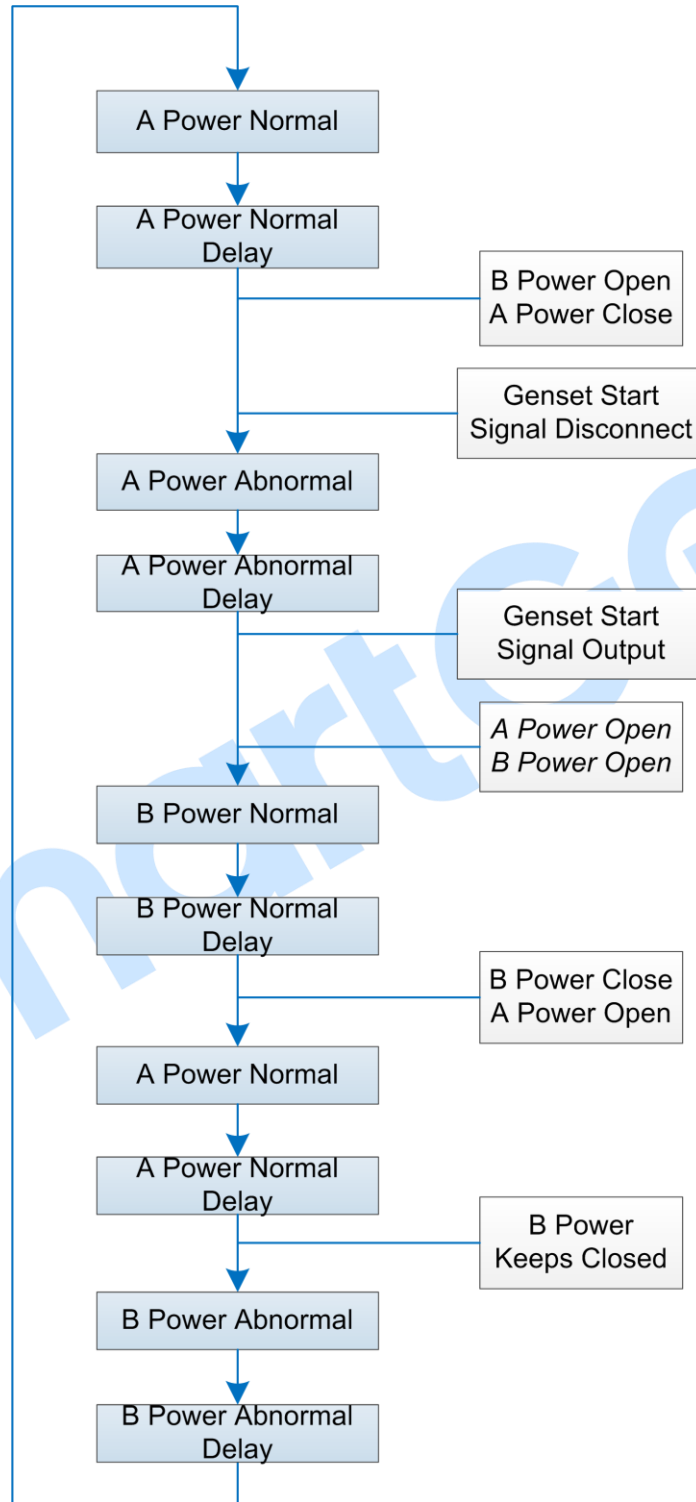 A Power Normal
A Power Normal
Delay
B Power Open
A Power Close
Genset Start
Signal Disconnect
A Power Abnormal
A Power Abnormal
Delay
Genset Start
Signal Output
A Power Open
B Power Open
B Power Normal
B Power Normal
Delay
B Power Close
A Power Open
A Power Normal
A Power Normal
Delay
B Power
Keeps Closed
B Power Abnormal
B Power Abnormal
Delay